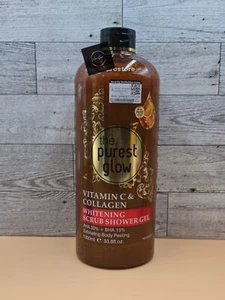 the
purest
glow
VITAMIN C &
COLLAGEN
WHITENING
SCRUB SHOWER GEL
AHA 30% + BHA 15%
Exfoliating Body Peeling
1000ml ℮ 33.85 oz